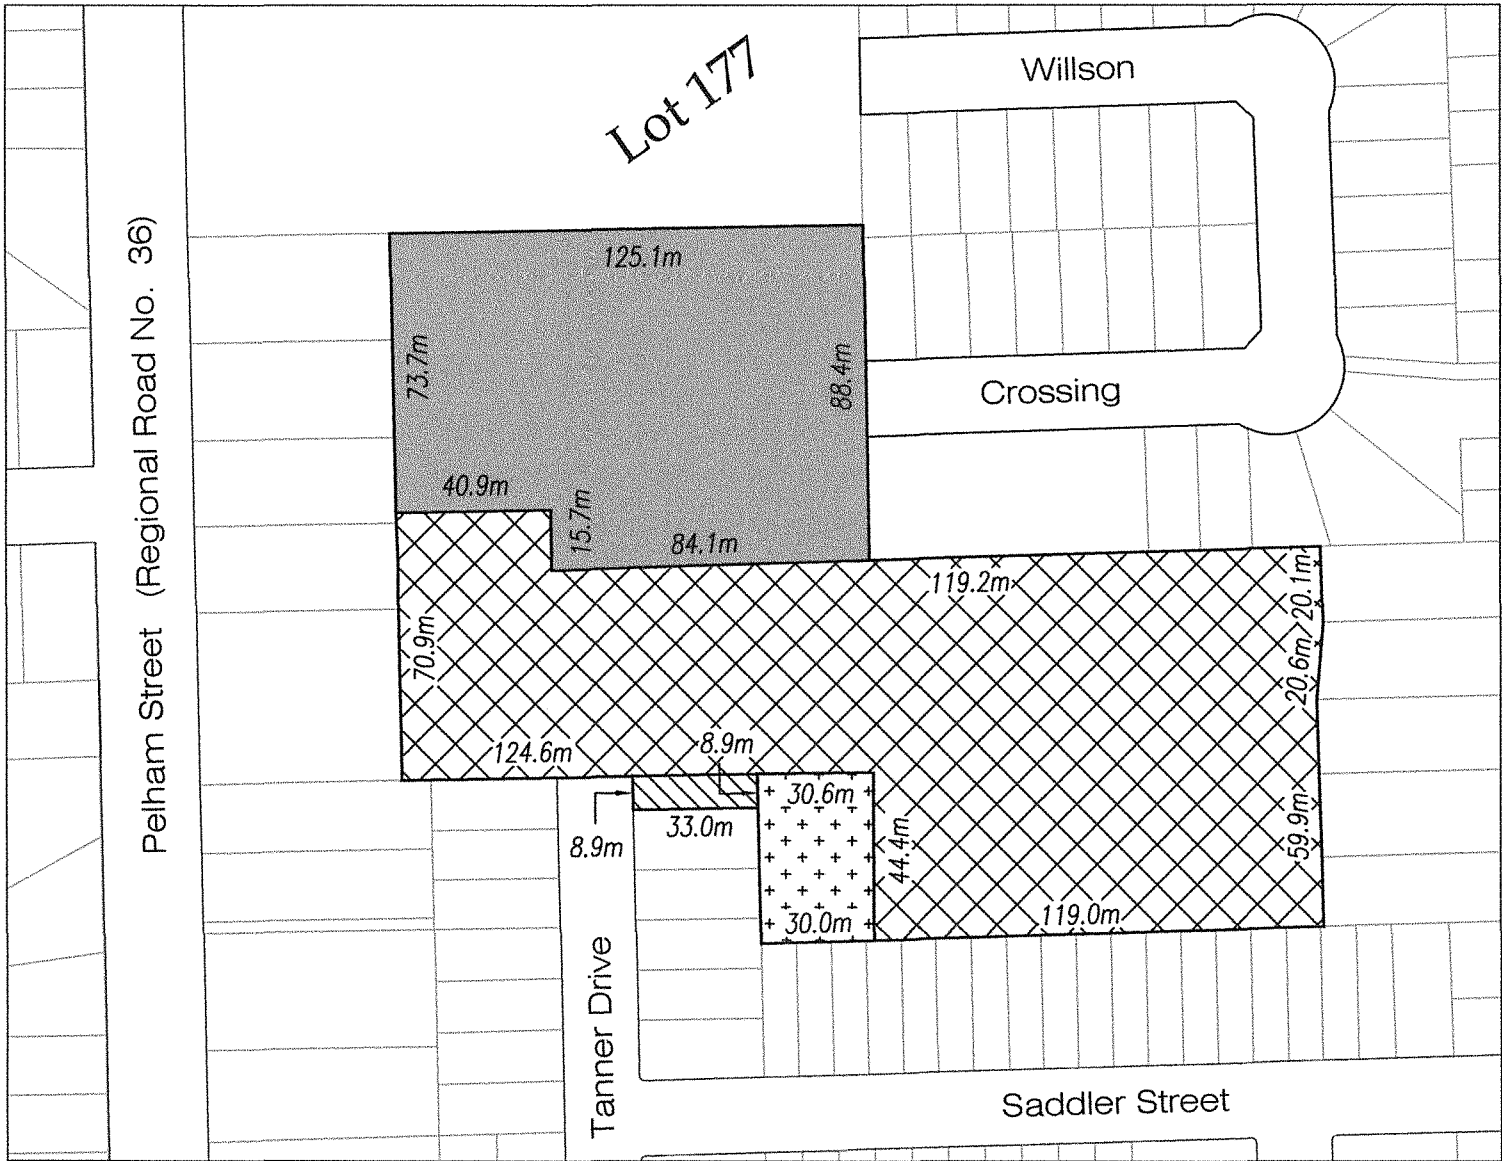 Willson
Lot 177
125.1m
73.7m
88.4m
Crossing
Pelham Street (Regional Road No. 36)
40.9m
15.7m
84.1m
119.2m
20.1m
20.6m
70.9m
124.6m
8.9m
30.6m
33.0m
8.9m
44.4m
59.9m
30.0m
119.0m
Tanner Drive
Saddler Street